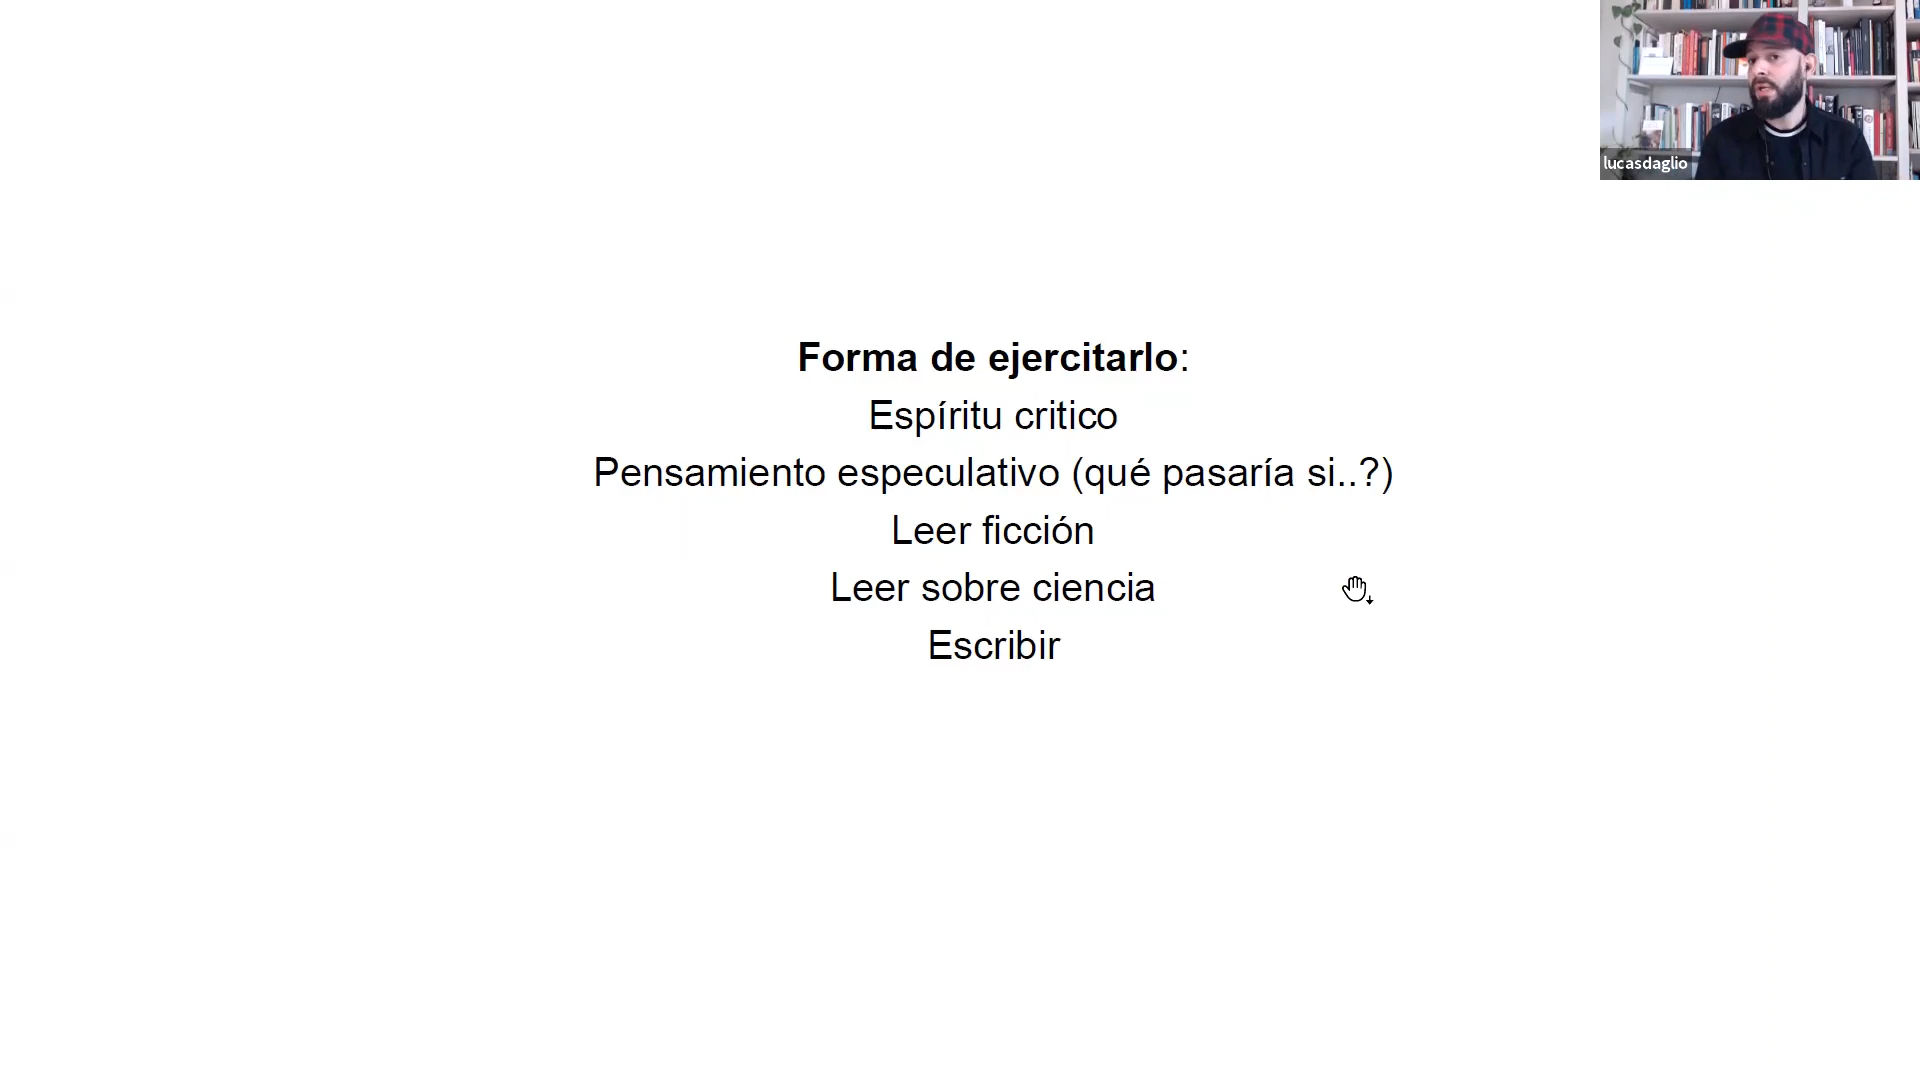 lucasdaglio
Forma de ejercitarlo:
Espíritu critico
Pensamiento especulativo (qué pasaría si..?)
Leer ficción
Leer sobre ciencia
Escribir